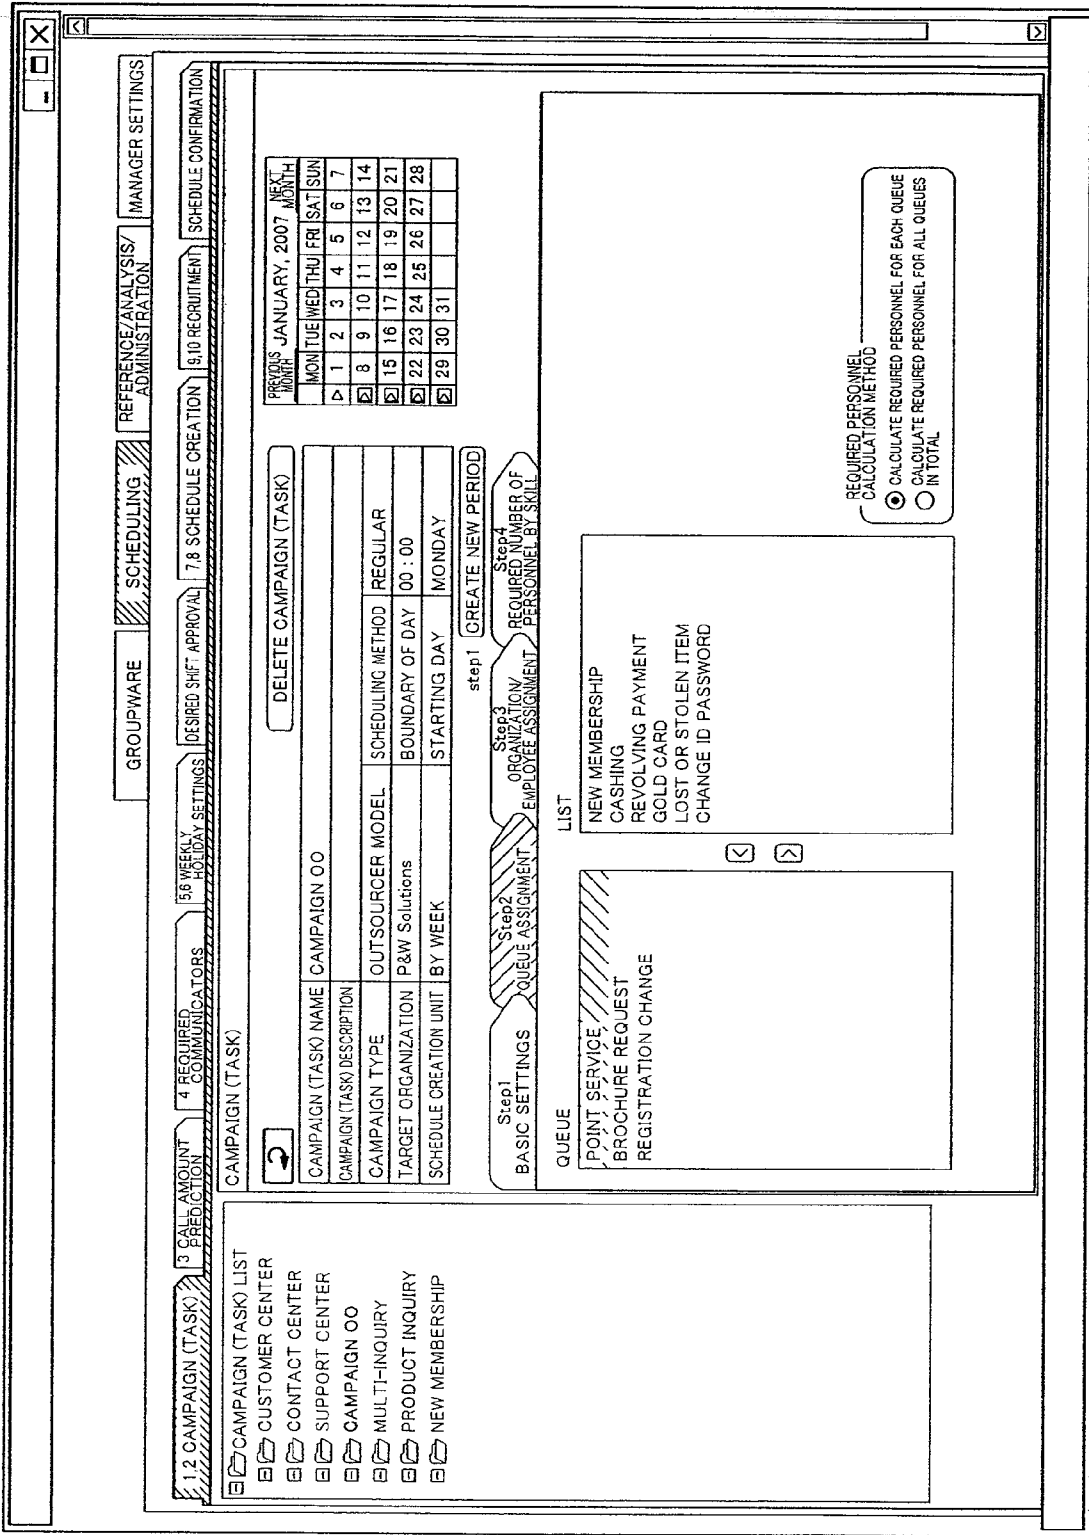 GROUPWARE
SCHEDULING
REFERENCE/ANALYSIS/
ADMINISTRATION
MANAGER SETTINGS
1,2 CAMPAIGN (TASK)
3 CALL AMOUNT
PREDICTION
4 REQUIRED
COMMUNICATORS
5,6 WEEKLY
HOLIDAY SETTINGS
DESIRED SHIFT APPROVAL
7,8 SCHEDULE CREATION
9,10 RECRUITMENT
SCHEDULE CONFIRMATION
CAMPAIGN (TASK) LIST
CUSTOMER CENTER
CONTACT CENTER
SUPPORT CENTER
CAMPAIGN OO
MULTI-INQUIRY
PRODUCT INQUIRY
NEW MEMBERSHIP
CAMPAIGN (TASK)
DELETE CAMPAIGN (TASK)
CAMPAIGN (TASK) NAME CAMPAIGN OO
CAMPAIGN (TASK) DESCRIPTION
CAMPAIGN TYPE OUTSOURCER MODEL SCHEDULING METHOD REGULAR
TARGET ORGANIZATION P&W Solutions BOUNDARY OF DAY 00:00
SCHEDULE CREATION UNIT BY WEEK STARTING DAY MONDAY
PREVIOUS
MONTH JANUARY, 2007 NEXT
MONTH
MON TUE WED THU FRI SAT SUN
1 2 3 4 5 6 7
8 9 10 11 12 13 14
15 16 17 18 19 20 21
22 23 24 25 26 27 28
29 30 31
step1 CREATE NEW PERIOD
Step1
BASIC SETTINGS
Step2
QUEUE ASSIGNMENT
Step3
ORGANIZATION/
EMPLOYEE ASSIGNMENT
Step4
REQUIRED NUMBER OF
PERSONNEL BY SKILL
QUEUE
POINT SERVICE
BROCHURE REQUEST
REGISTRATION CHANGE
LIST
NEW MEMBERSHIP
CASHING
REVOLVING PAYMENT
GOLD CARD
LOST OR STOLEN ITEM
CHANGE ID PASSWORD
REQUIRED PERSONNEL
CALCULATION METHOD
CALCULATE REQUIRED PERSONNEL FOR EACH QUEUE
CALCULATE REQUIRED PERSONNEL FOR ALL QUEUES
IN TOTAL